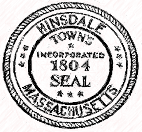 HINSDALE
TOWN
INCORPORATED
1804
SEAL
MASSACHUSETTS